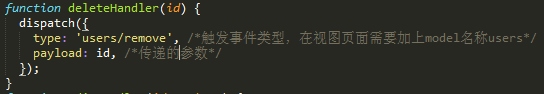 function deleteHandler(id) {
  dispatch({
    type: 'users/remove', /*触发事件类型，在视图页面需要加上model名称users*/
    payload: id, /*传递的参数*/
  });
}